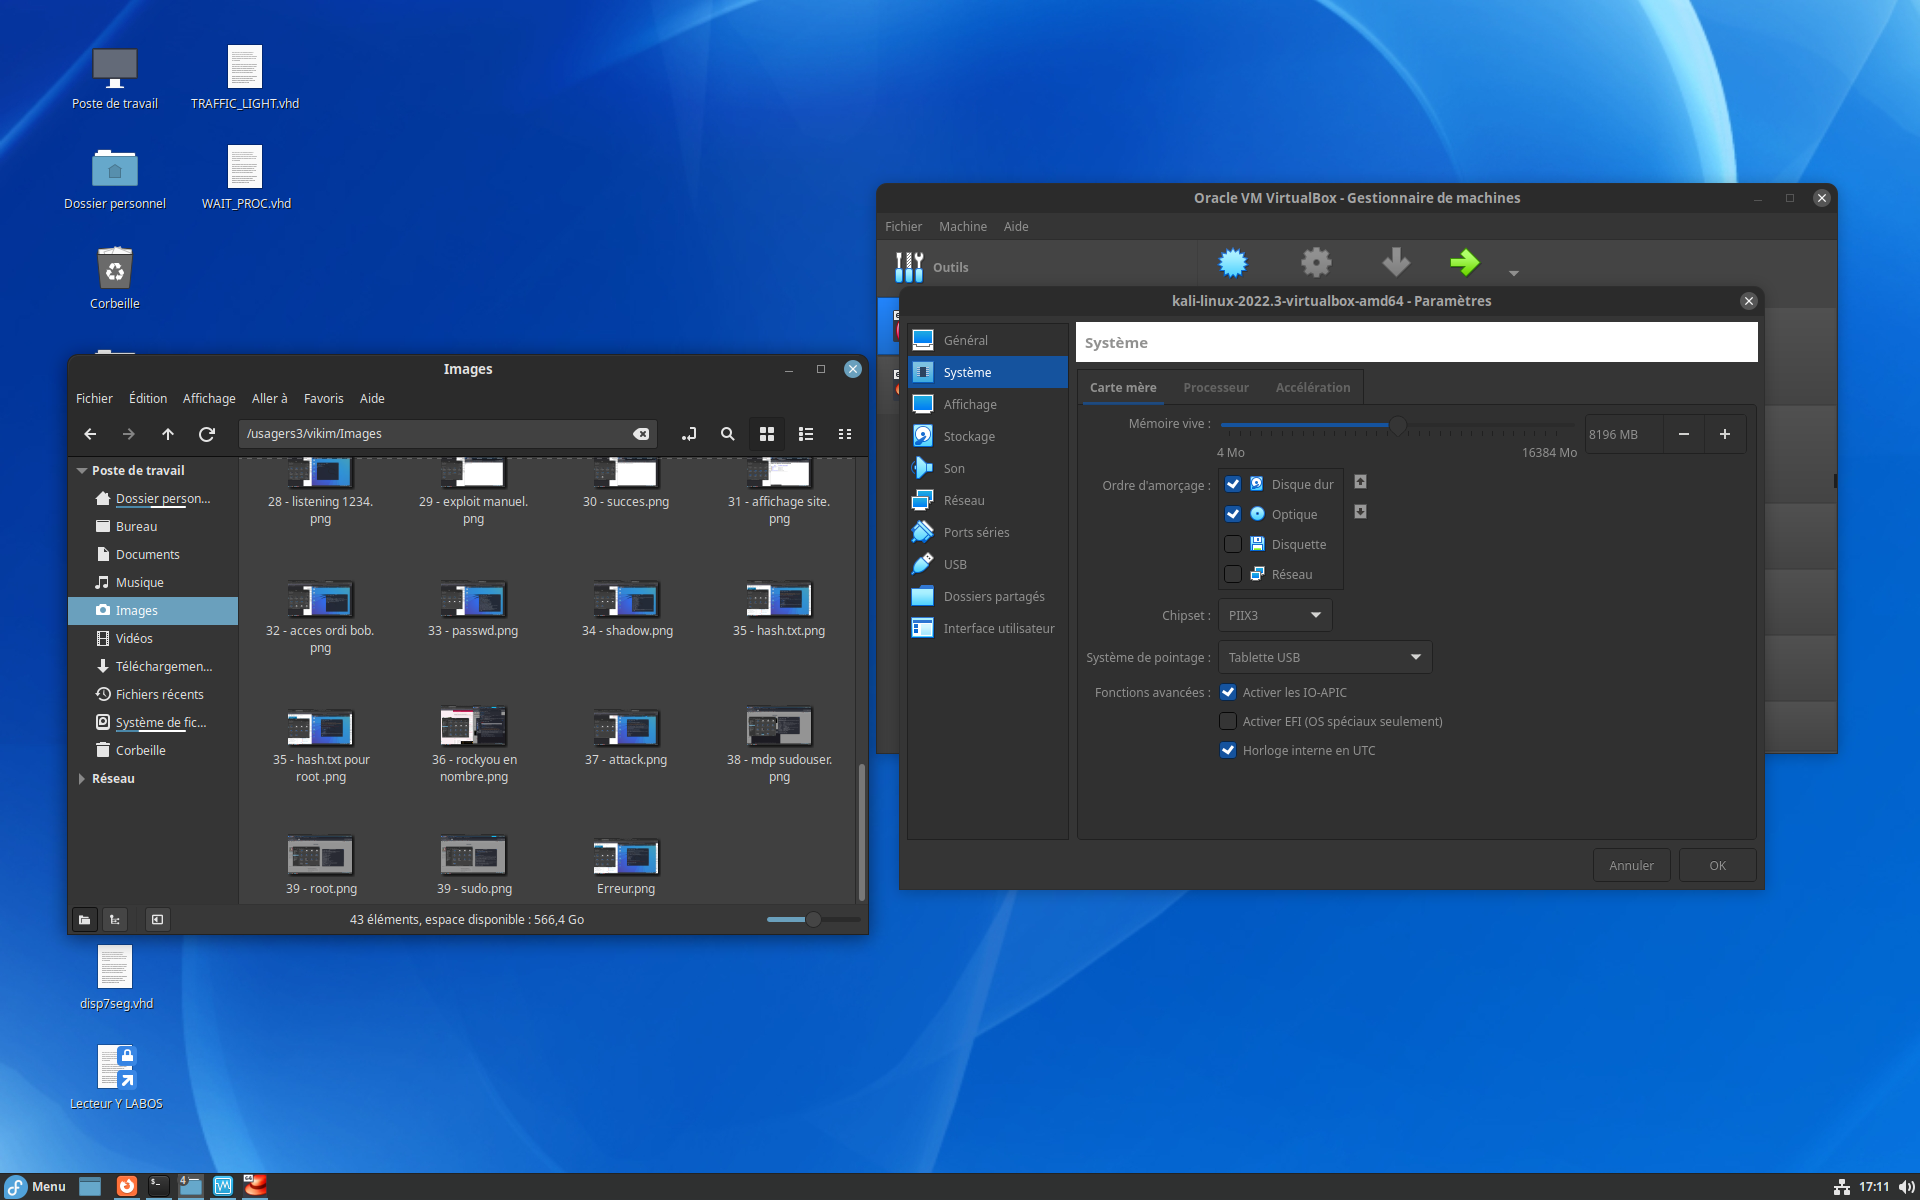 Poste de travail
TRAFFIC_LIGHT.vhd
Dossier personnel
WAIT_PROC.vhd
Corbeille
Images
Fichier Édition Affichage Aller à Favoris Aide
/usagers3/vikim/Images
Poste de travail
Dossier person...
Bureau
Documents
Musique
Images
Vidéos
Téléchargemen...
Fichiers récents
Système de fic...
Corbeille
Réseau
28 - listening 1234.
png
29 - exploit manuel.
png
30 - succes.png
31 - affichage site.
png
32 - acces ordi bob.
png
33 - passwd.png
34 - shadow.png
35 - hash.txt.png
35 - hash.txt pour
root .png
36 - rockyou en
nombre.png
37 - attack.png
38 - mdp sudouser.
png
39 - root.png
39 - sudo.png
Erreur.png
43 éléments, espace disponible : 566,4 Go
disp7seg.vhd
Lecteur Y LABOS
Oracle VM VirtualBox - Gestionnaire de machines
Fichier Machine Aide
Outils
kali-linux-2022.3-virtualbox-amd64 - Paramètres
Général
Système
Affichage
Stockage
Son
Réseau
Ports séries
USB
Dossiers partagés
Interface utilisateur
Système
Carte mère Processeur Accélération
Mémoire vive :
8196 MB
4 Mo 16384 Mo
Ordre d'amorçage :
Disque dur
Optique
Disquette
Réseau
Chipset : PIIX3
Système de pointage : Tablette USB
Fonctions avancées : Activer les IO-APIC
Activer EFI (OS spéciaux seulement)
Horloge interne en UTC
Annuler OK
Menu
4
64
17:11